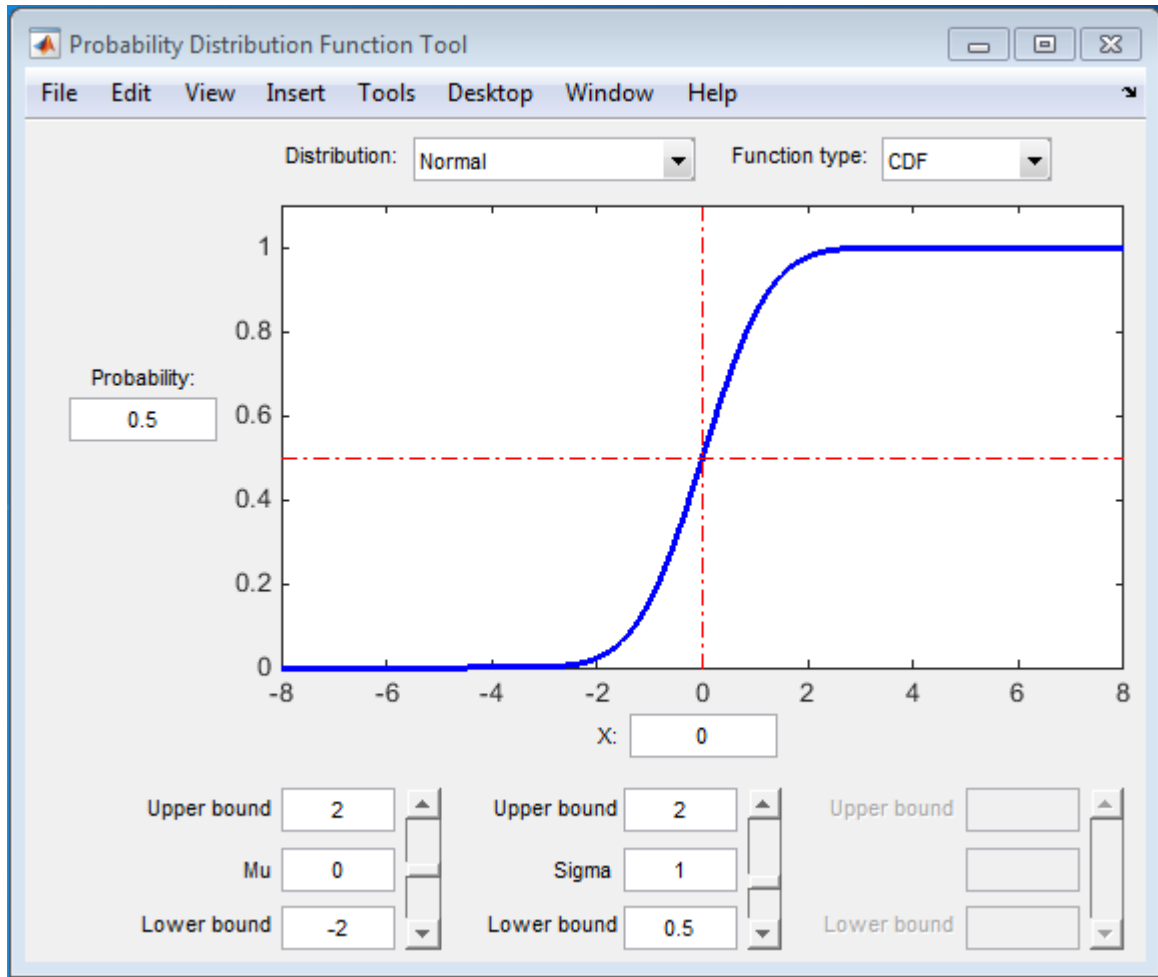 Probability Distribution Function Tool
File Edit View Insert Tools Desktop Window Help
Distribution: Normal Function type: CDF
1
0.8
Probability:
0.5
0.6
0.4
0.2
0
-8 -6 -4 -2 0 2 4 6 8
X: 0
Upper bound 2 Upper bound 2 Upper bound
Mu 0 Sigma 1
Lower bound -2 Lower bound 0.5 Lower bound